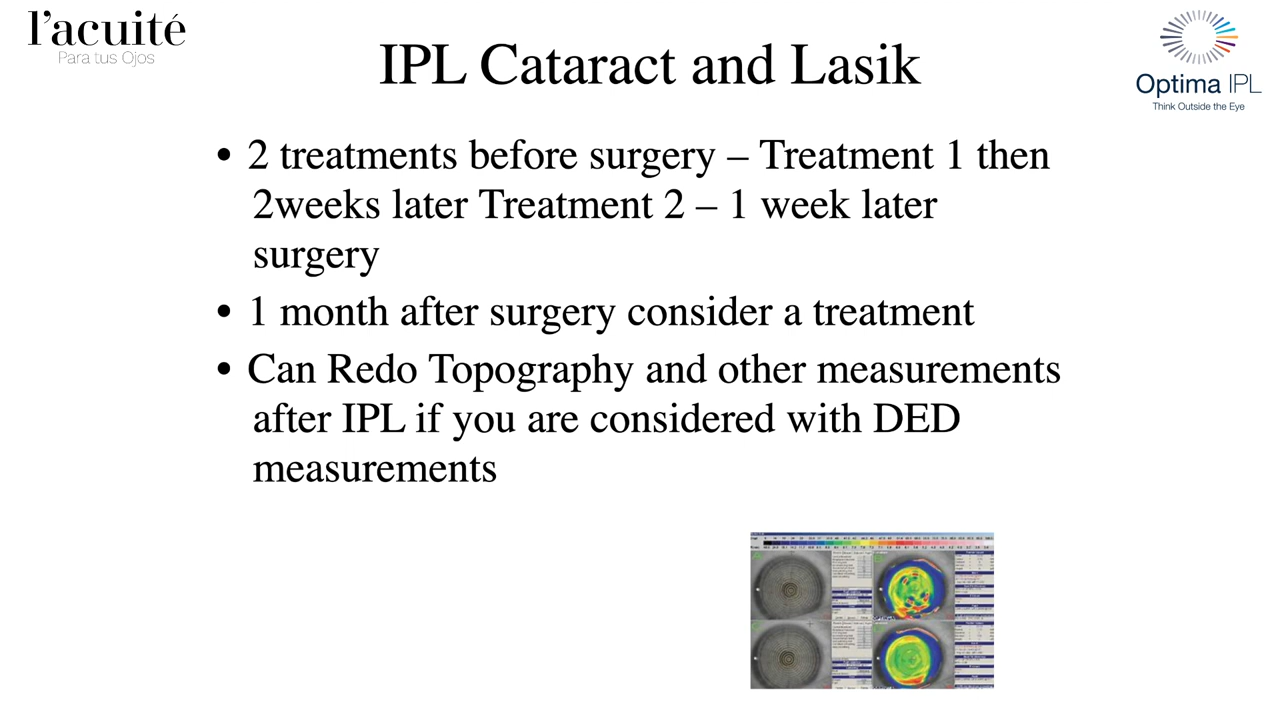 l'acuité
Para tus Ojos
IPL Cataract and Lasik
Optima IPL
Think Outside the Eye
• 2 treatments before surgery – Treatment 1 then
2weeks later Treatment 2 – 1 week later
surgery
• 1 month after surgery consider a treatment
• Can Redo Topography and other measurements
after IPL if you are considered with DED
measurements